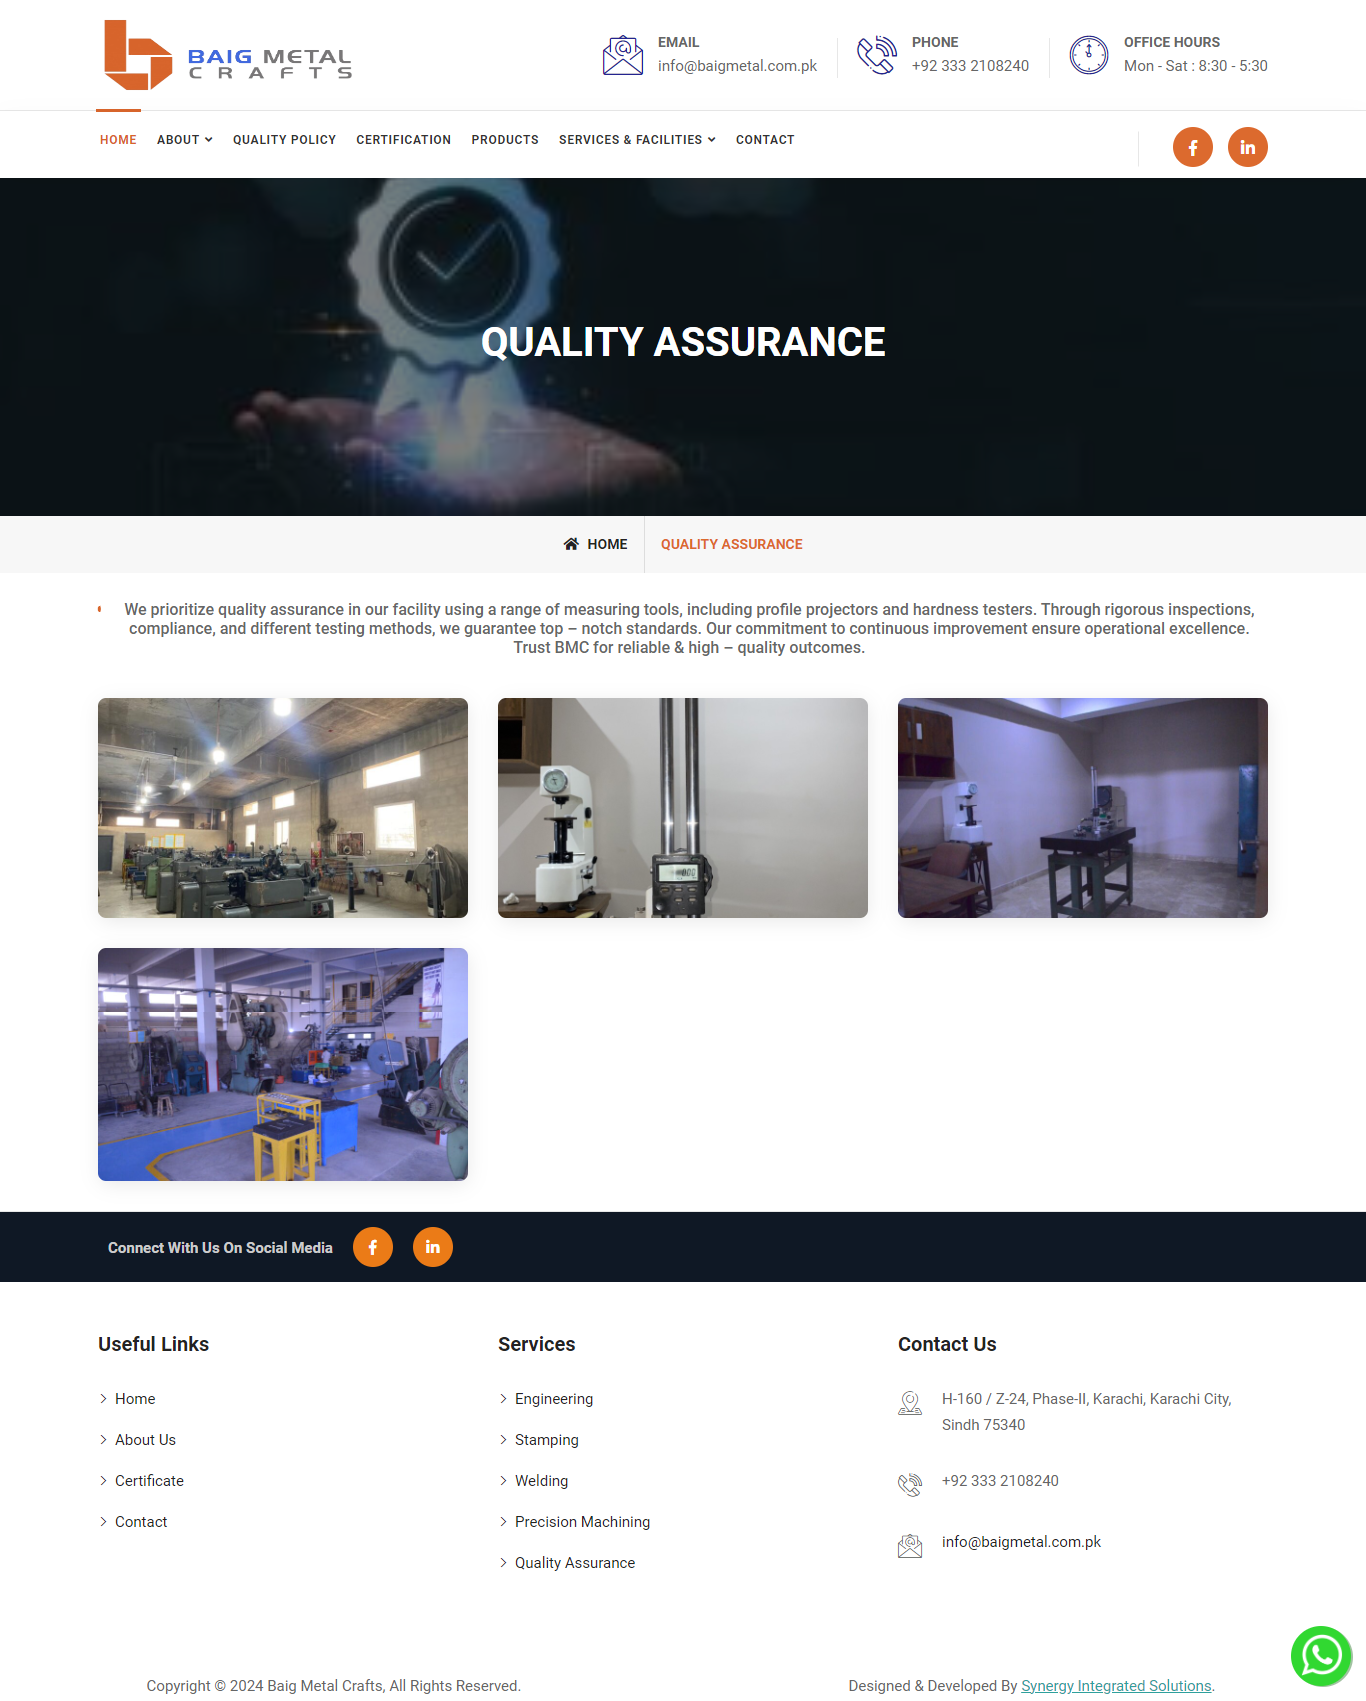 BAIG METAL
CRAFTS
EMAIL
info@baigmetal.com.pk
PHONE
+92 333 2108240
OFFICE HOURS
Mon - Sat : 8:30 - 5:30
HOME ABOUT QUALITY POLICY CERTIFICATION PRODUCTS SERVICES & FACILITIES CONTACT
QUALITY ASSURANCE
HOME QUALITY ASSURANCE
We prioritize quality assurance in our facility using a range of measuring tools, including profile projectors and hardness testers. Through rigorous inspections,
compliance, and different testing methods, we guarantee top – notch standards. Our commitment to continuous improvement ensure operational excellence.
Trust BMC for reliable & high – quality outcomes.
Connect With Us On Social Media
Useful Links
Home
About Us
Certificate
Contact
Services
Engineering
Stamping
Welding
Precision Machining
Quality Assurance
Contact Us
H-160 / Z-24, Phase-II, Karachi, Karachi City,
Sindh 75340
+92 333 2108240
info@baigmetal.com.pk
Copyright © 2024 Baig Metal Crafts, All Rights Reserved.
Designed & Developed By Synergy Integrated Solutions.